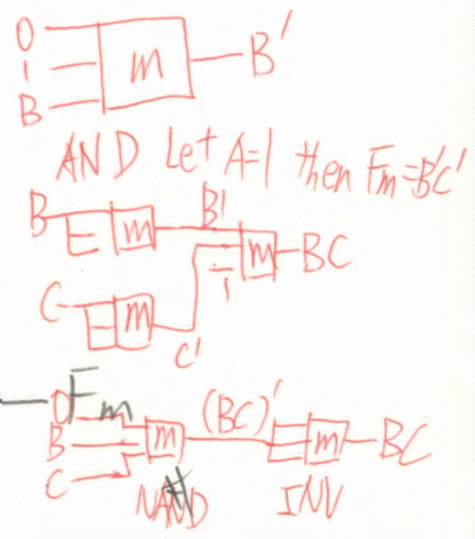 0
1 m B'
B
AND Let A=1 then Fm=B'C'
B m B'
m BC
1
C m
C'
0 Fm (BC)'
B m m BC
C
NAND INV